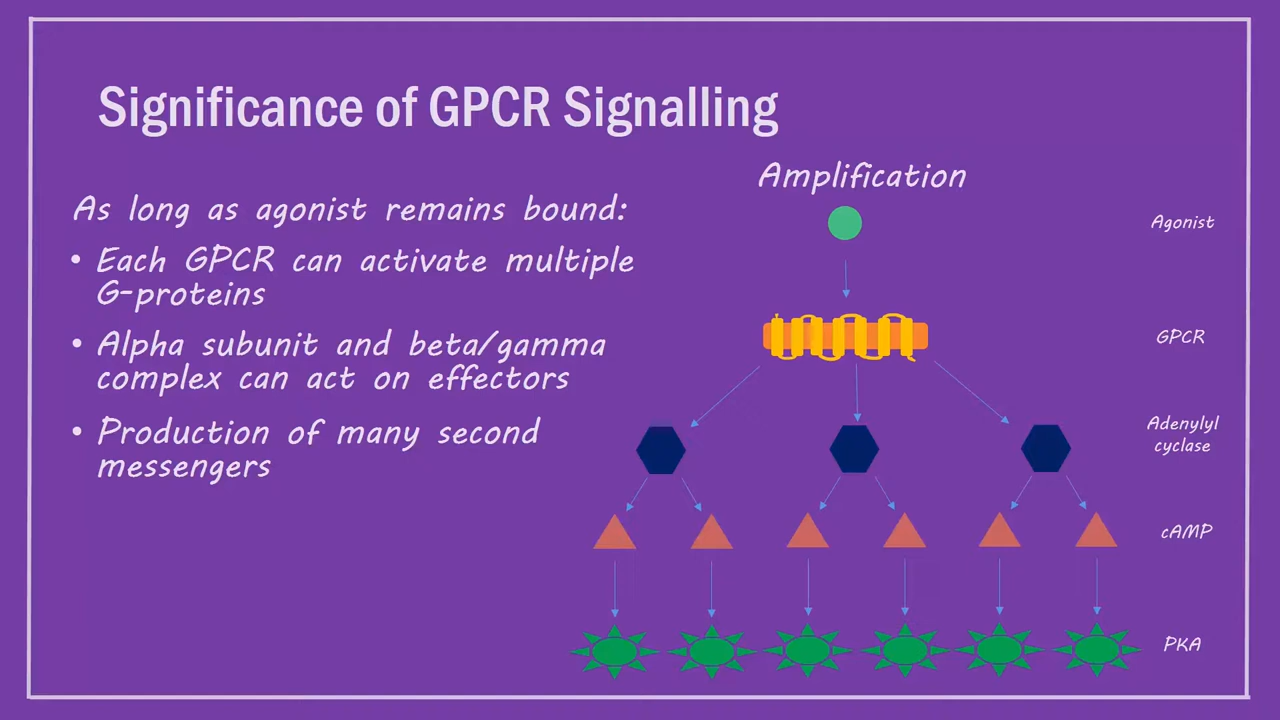 Significance of GPCR Signalling
As long as agonist remains bound:
• Each GPCR can activate multiple
G-proteins
• Alpha subunit and beta/gamma
complex can act on effectors
• Production of many second
messengers
Amplification
Agonist
GPCR
Adenylyl
cyclase
cAMP
PKA